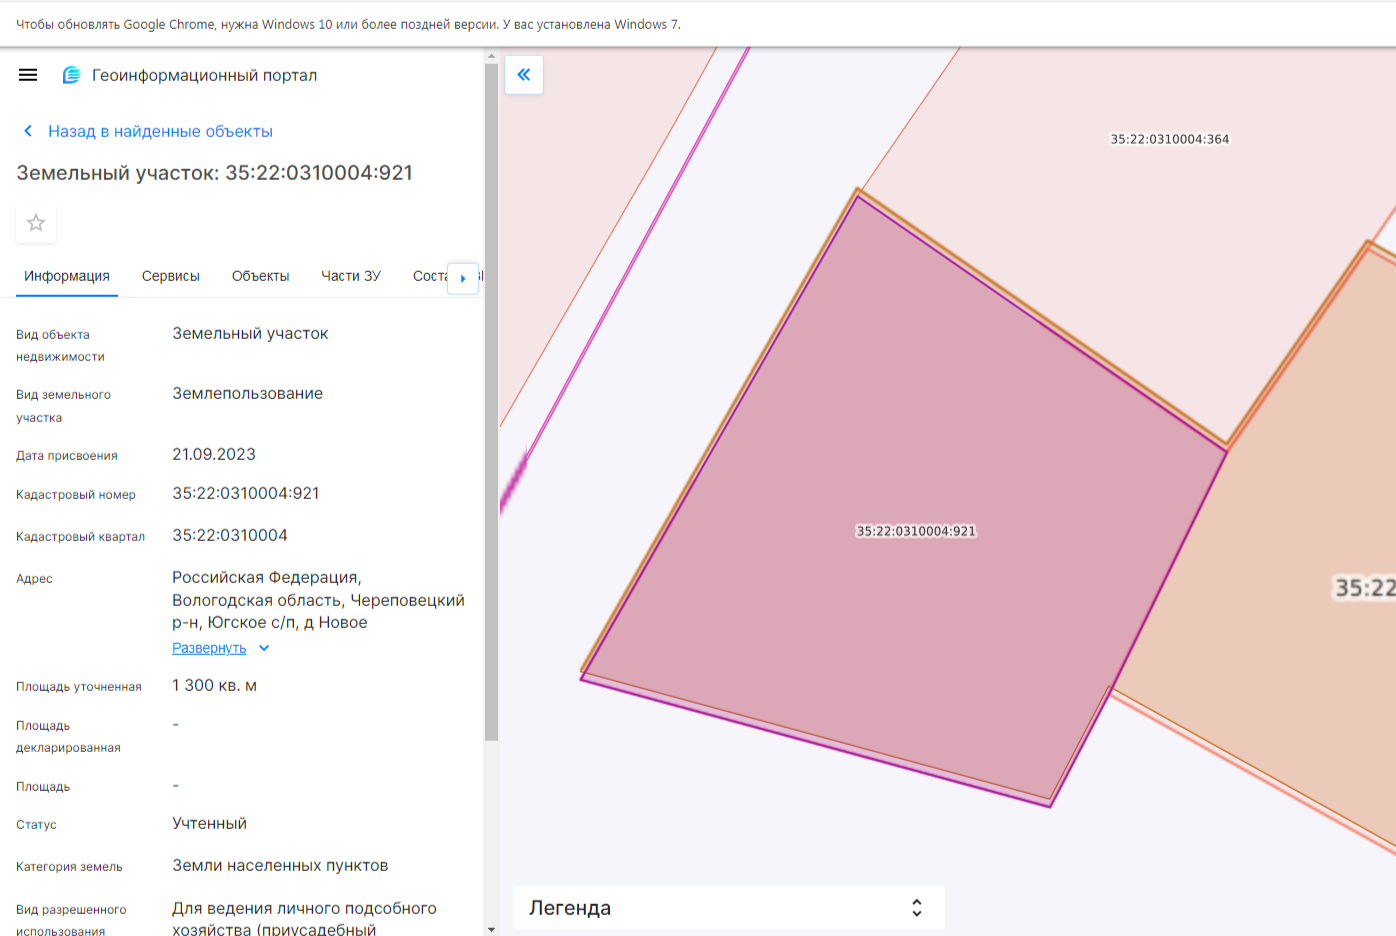 Чтобы обновлять Google Chrome, нужна Windows 10 или более поздней версии. У вас установлена Windows 7.
Геоинформационный портал
Назад в найденные объекты
Земельный участок: 35:22:0310004:921
Информация Сервисы Объекты Части ЗУ
Вид объекта недвижимости
Земельный участок
Вид земельного участка
Землепользование
Дата присвоения
21.09.2023
Кадастровый номер
35:22:0310004:921
Кадастровый квартал
35:22:0310004
Адрес
Российская Федерация,
Вологодская область, Череповецкий
р-н, Югское с/п, д Новое
Развернуть
Площадь уточненная
1 300 кв. м
Площадь декларированная
-
Площадь
-
Статус
Учтенный
Категория земель
Земли населенных пунктов
Вид разрешенного использования
Для ведения личного подсобного
хозяйства (приусадебный
35:22:0310004:364
35:22:0310004:921
35:22
Легенда